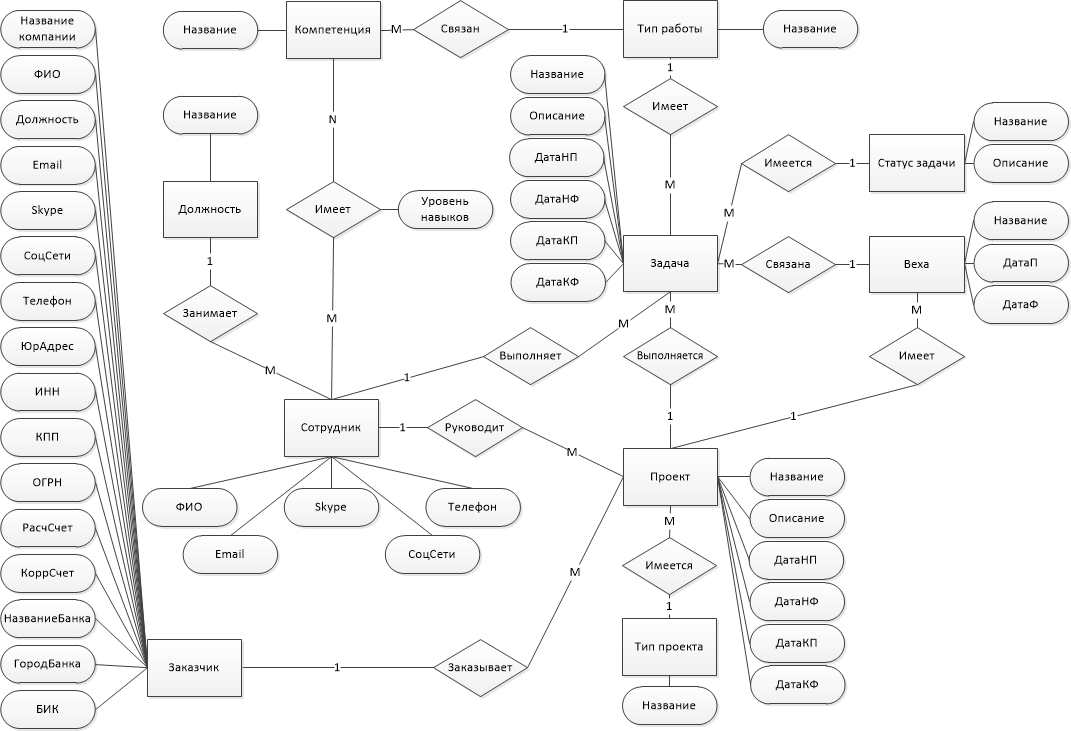 Название
компании
ФИО
Должность
Email
Skype
СоцСети
Телефон
ЮрАдрес
ИНН
КПП
ОГРН
РасчСчет
КоррСчет
НазваниеБанка
ГородБанка
БИК
Название
Компетенция
М
Связан
1
Тип работы
Название
1
Имеет
М
Название
Описание
ДатаНП
ДатаНФ
ДатаКП
ДатаКФ
Название
Должность
1
Занимает
М
N
Имеет
Уровень
навыков
М
Имеется
1
М
Статус задачи
Название
Описание
Задача
М
Связана
1
Веха
Название
ДатаП
ДатаФ
М
Выполняет
1
М
Выполняется
1
М
Имеет
1
Сотрудник
1
Руководит
М
ФИО
Skype
Телефон
Email
СоцСети
Проект
Название
Описание
ДатаНП
ДатаНФ
ДатаКП
ДатаКФ
М
Имеется
1
Тип проекта
Название
Заказчик
1
Заказывает
М